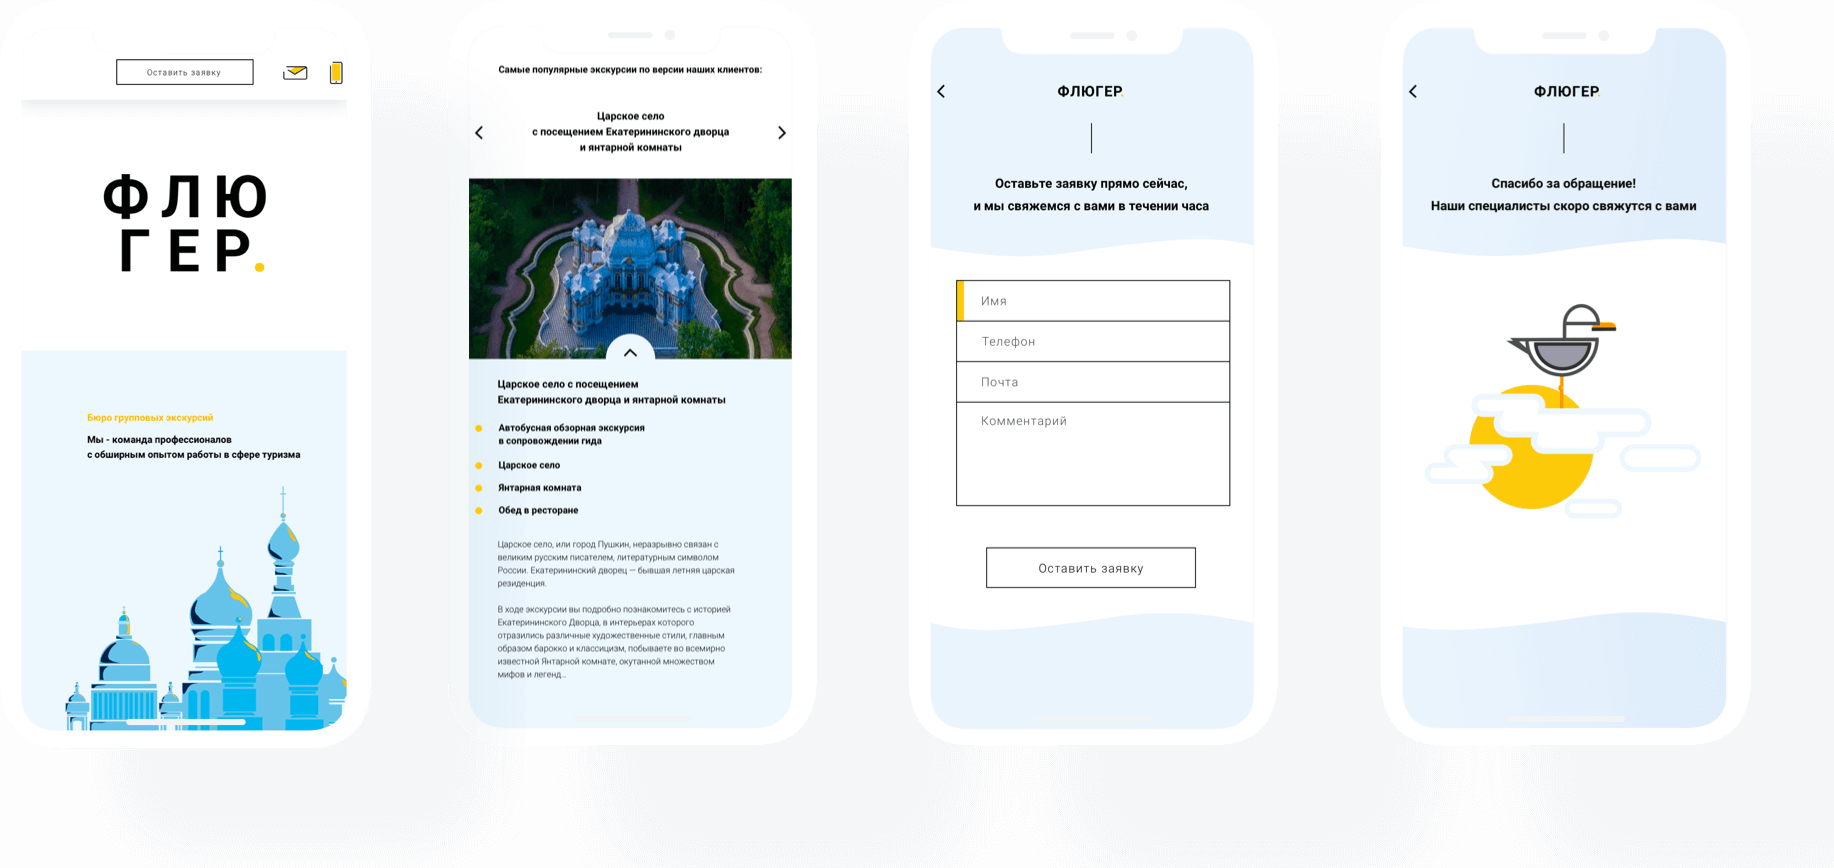 Оставить заявку
ФЛЮ
ГЕР.
Бюро групповых экскурсий
Мы - команда профессионалов
с обширным опытом работы в сфере туризма
Самые популярные экскурсии по версии наших клиентов:
Царское село
с посещением Екатерининского дворца
и янтарной комнаты
Царское село с посещением
Екатерининского дворца и янтарной комнаты
Автобусная обзорная экскурсия
в сопровождении гида
Царское село
Янтарная комната
Обед в ресторане
Царское село, или город Пушкин, неразрывно связан с
великим русским писателем, литературным символом
России. Екатерининский дворец — бывшая летняя царская
резиденция.
В ходе экскурсии вы подробно познакомитесь с историей
Екатерининского Дворца, в интерьерах которого
отразились различные художественные стили, главным
образом барокко и классицизм, побываете во всемирно
известной Янтарной комнате, окутанной множеством
мифов и легенд...
ФЛЮГЕР.
Оставьте заявку прямо сейчас,
и мы свяжемся с вами в течении часа
Имя
Телефон
Почта
Комментарий
Оставить заявку
ФЛЮГЕР.
Спасибо за обращение!
Наши специалисты скоро свяжутся с вами